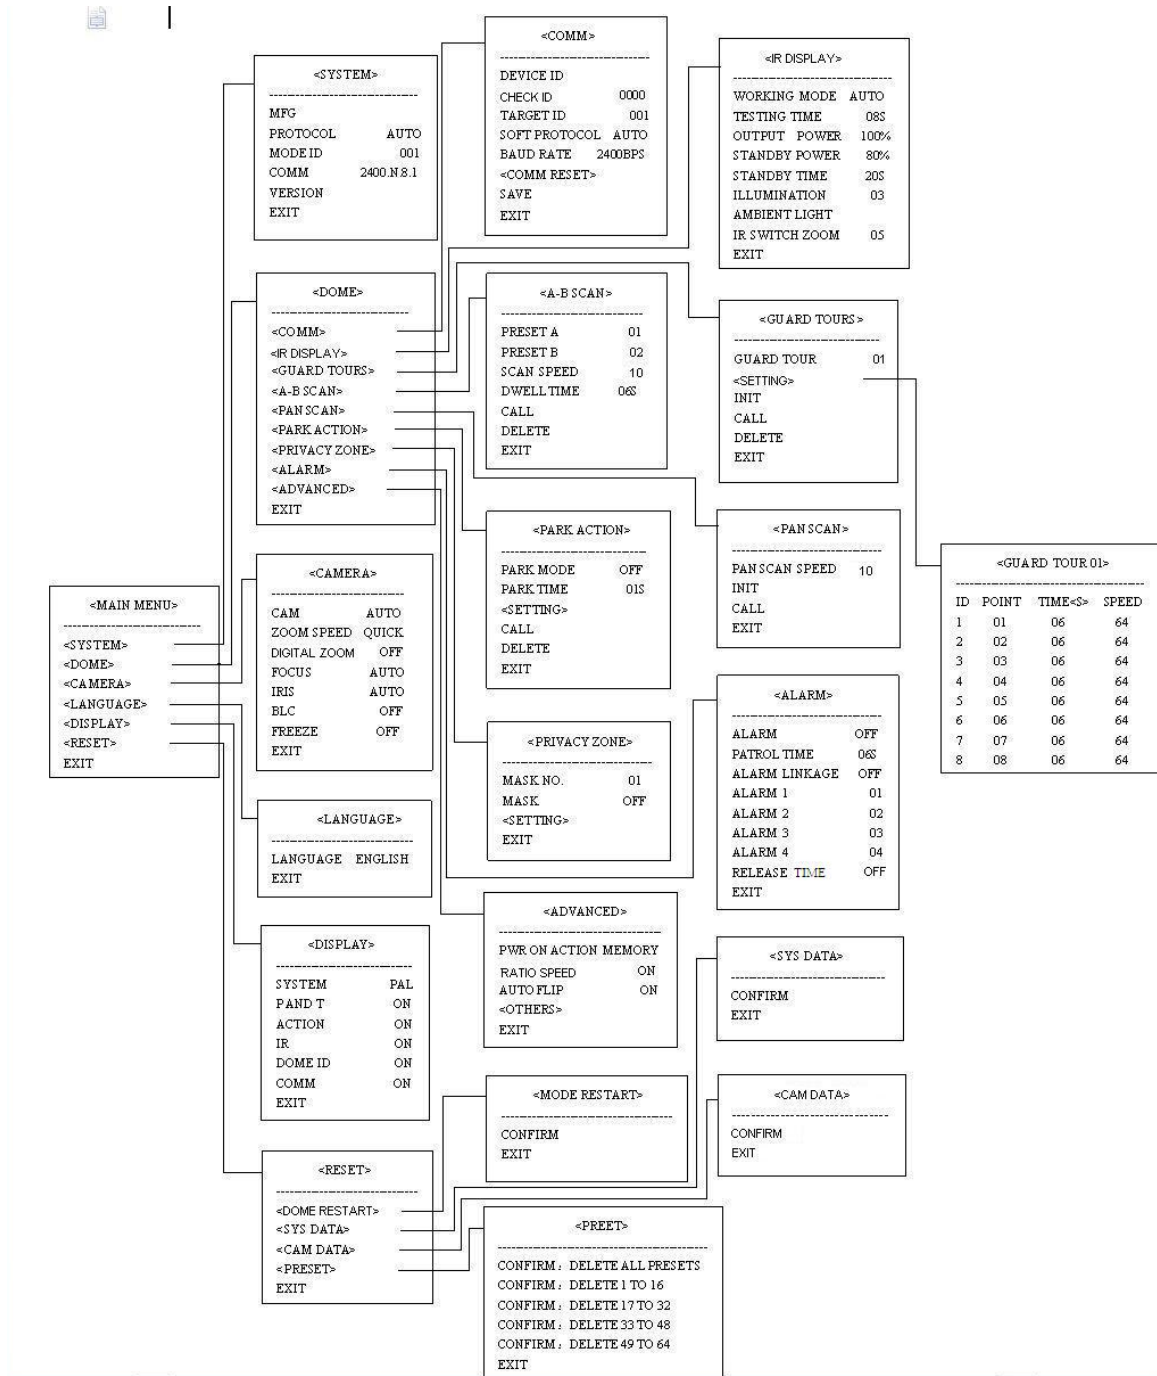 <MAIN MENU>
<SYSTEM>
<DOME>
<CAMERA>
<LANGUAGE>
<DISPLAY>
<RESET>
EXIT
<SYSTEM>
MFG
PROTOCOL AUTO
MODE ID 001
COMM 2400.N.8.1
VERSION
EXIT
<DOME>
<COMM>
<IR DISPLAY>
<GUARD TOURS>
<A-B SCAN>
<PAN SCAN>
<PARK ACTION>
<PRIVACY ZONE>
<ALARM>
<ADVANCED>
EXIT
<CAMERA>
CAM AUTO
ZOOM SPEED QUICK
DIGITAL ZOOM OFF
FOCUS AUTO
IRIS AUTO
BLC OFF
FREEZE OFF
EXIT
<LANGUAGE>
LANGUAGE ENGLISH
EXIT
<DISPLAY>
SYSTEM PAL
PAND T ON
ACTION ON
IR ON
DOME ID ON
COMM ON
EXIT
<RESET>
<DOME RESTART>
<SYS DATA>
<CAM DATA>
<PRESET>
EXIT
<COMM>
DEVICE ID
CHECK ID 0000
TARGET ID 001
SOFT PROTOCOL AUTO
BAUD RATE 2400BPS
<COMM RESET>
SAVE
EXIT
<A-B SCAN>
PRESET A 01
PRESET B 02
SCAN SPEED 10
DWELL TIME 06S
CALL
DELETE
EXIT
<PARK ACTION>
PARK MODE OFF
PARK TIME 01S
<SETTING>
CALL
DELETE
EXIT
<PRIVACY ZONE>
MASK NO. 01
MASK OFF
<SETTING>
EXIT
<ADVANCED>
PWR ON ACTION MEMORY
RATIO SPEED ON
AUTO FLIP ON
<OTHERS>
EXIT
<MODE RESTART>
CONFIRM
EXIT
<PREET>
CONFIRM: DELETE ALL PRESETS
CONFIRM: DELETE 1 TO 16
CONFIRM: DELETE 17 TO 32
CONFIRM: DELETE 33 TO 48
CONFIRM: DELETE 49 TO 64
EXIT
<IR DISPLAY>
WORKING MODE AUTO
TESTING TIME 08S
OUTPUT POWER 100%
STANDBY POWER 80%
STANDBY TIME 20S
ILLUMINATION 03
AMBIENT LIGHT
IR SWITCH ZOOM 05
EXIT
<GUARD TOURS>
GUARD TOUR 01
<SETTING>
INIT
CALL
DELETE
EXIT
<PAN SCAN>
PAN SCAN SPEED 10
INIT
CALL
EXIT
<ALARM>
ALARM OFF
PATROL TIME 06S
ALARM LINKAGE OFF
ALARM 1 01
ALARM 2 02
ALARM 3 03
ALARM 4 04
RELEASE TIME OFF
EXIT
<SYS DATA>
CONFIRM
EXIT
<CAM DATA>
CONFIRM
EXIT
<GUARD TOUR 01>
ID POINT TIME<S> SPEED
1 01 06 64
2 02 06 64
3 03 06 64
4 04 06 64
5 05 06 64
6 06 06 64
7 07 06 64
8 08 06 64